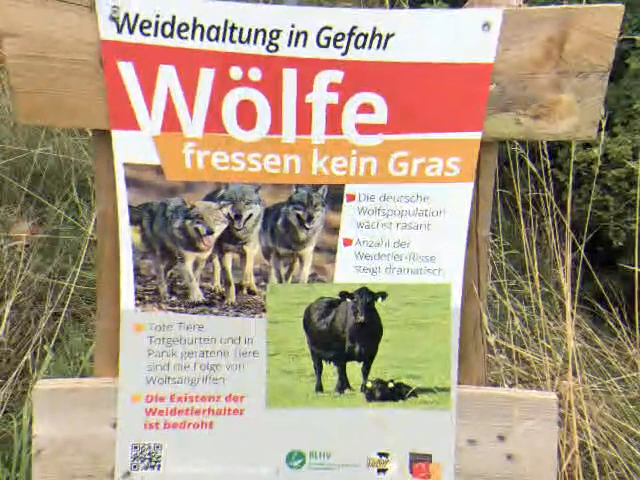 Weidehaltung in Gefahr
Wölfe
fressen kein Gras
Die deutsche
Wolfspopulation
wächst rasant
Anzahl der
Weidetier-Risse
steigt dramatisch
Tote Tiere,
Totgeburten und in
Panik geratene Tiere
sind die Folge von
Wolfsangriffen
Die Existenz der
Weidetierhalter
ist bedroht